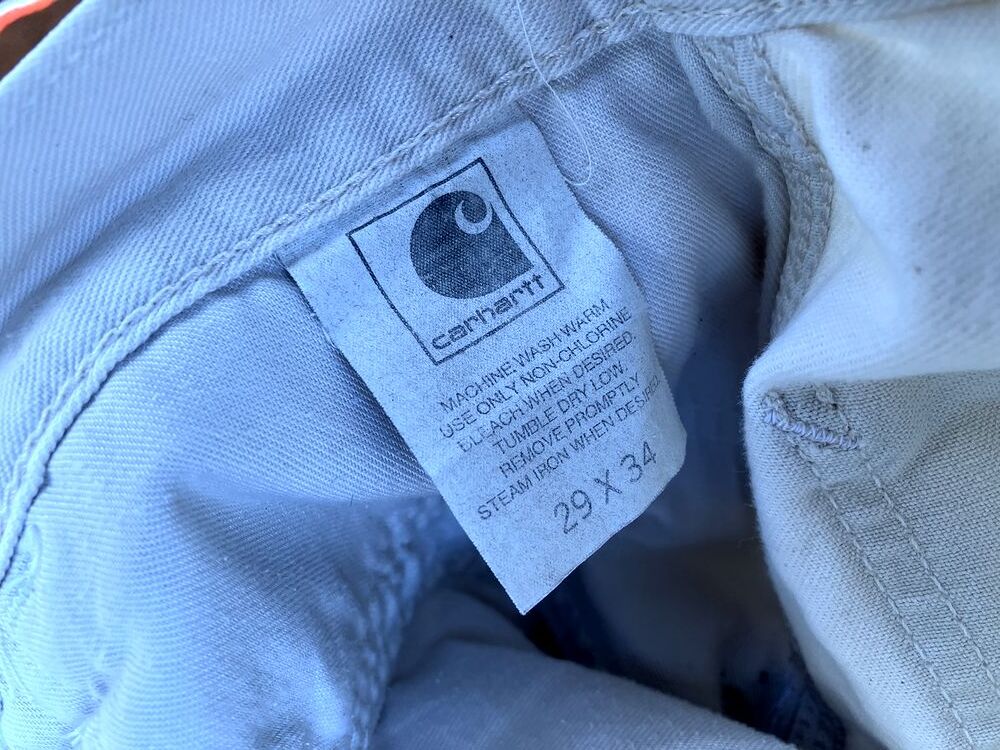 carhartt
MACHINE WASH WARM
USE ONLY NON-CHLORINE
BLEACH WHEN DESIRED.
TUMBLE DRY LOW.
REMOVE PROMPTLY
STEAM IRON WHEN DESIRED.
29 X 34